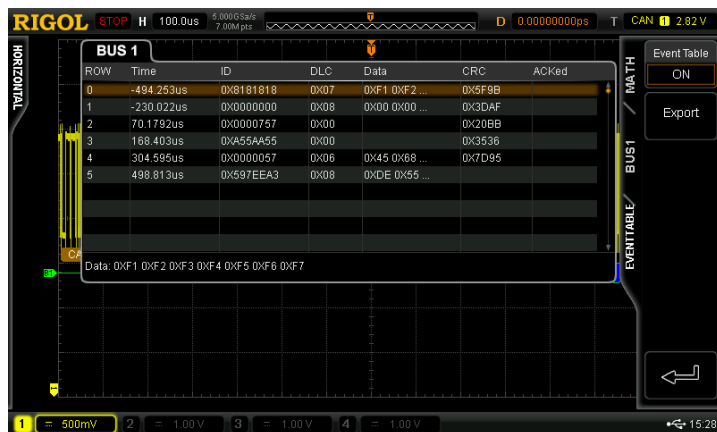 RIGOL STOP H 100.0us 5.000GSa/s 7.00Mpts D 0.00000000ps T CAN 1 2.82 V
HORIZONTAL
BUS 1
ROW Time ID DLC Data CRC ACKed
0 -494.253us 0X8181818 0X07 0XF1 0XF2 ... 0X5F9B
1 -230.022us 0X0000000 0X08 0X00 0X00 ... 0X3DAF
2 70.1792us 0X0000757 0X00 0X20BB
3 168.403us 0XA55AA55 0X00 0X3536
4 304.595us 0X0000057 0X06 0X45 0X68 ... 0X7D95
5 498.813us 0X597EEA3 0X08 0XDE 0X55 ...
Data: 0XF1 0XF2 0XF3 0XF4 0XF5 0XF6 0XF7
CA
B1
MATH
BUS1
EVENTTABLE
Event Table
ON
Export
1 = 500mV 2 = 1.00 V 3 = 1.00 V 4 = 1.00 V 15:28